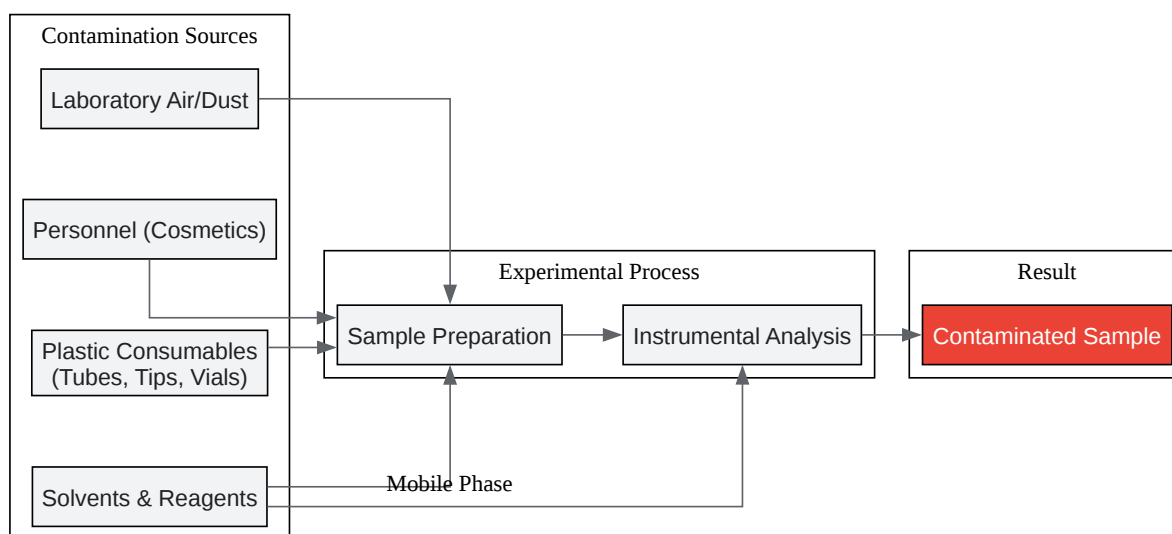 Contamination Sources
Laboratory Air/Dust
Personnel (Cosmetics)
Plastic Consumables
(Tubes, Tips, Vials)
Solvents & Reagents
Mobile Phase
Experimental Process
Sample Preparation
Instrumental Analysis
Result
Contaminated Sample